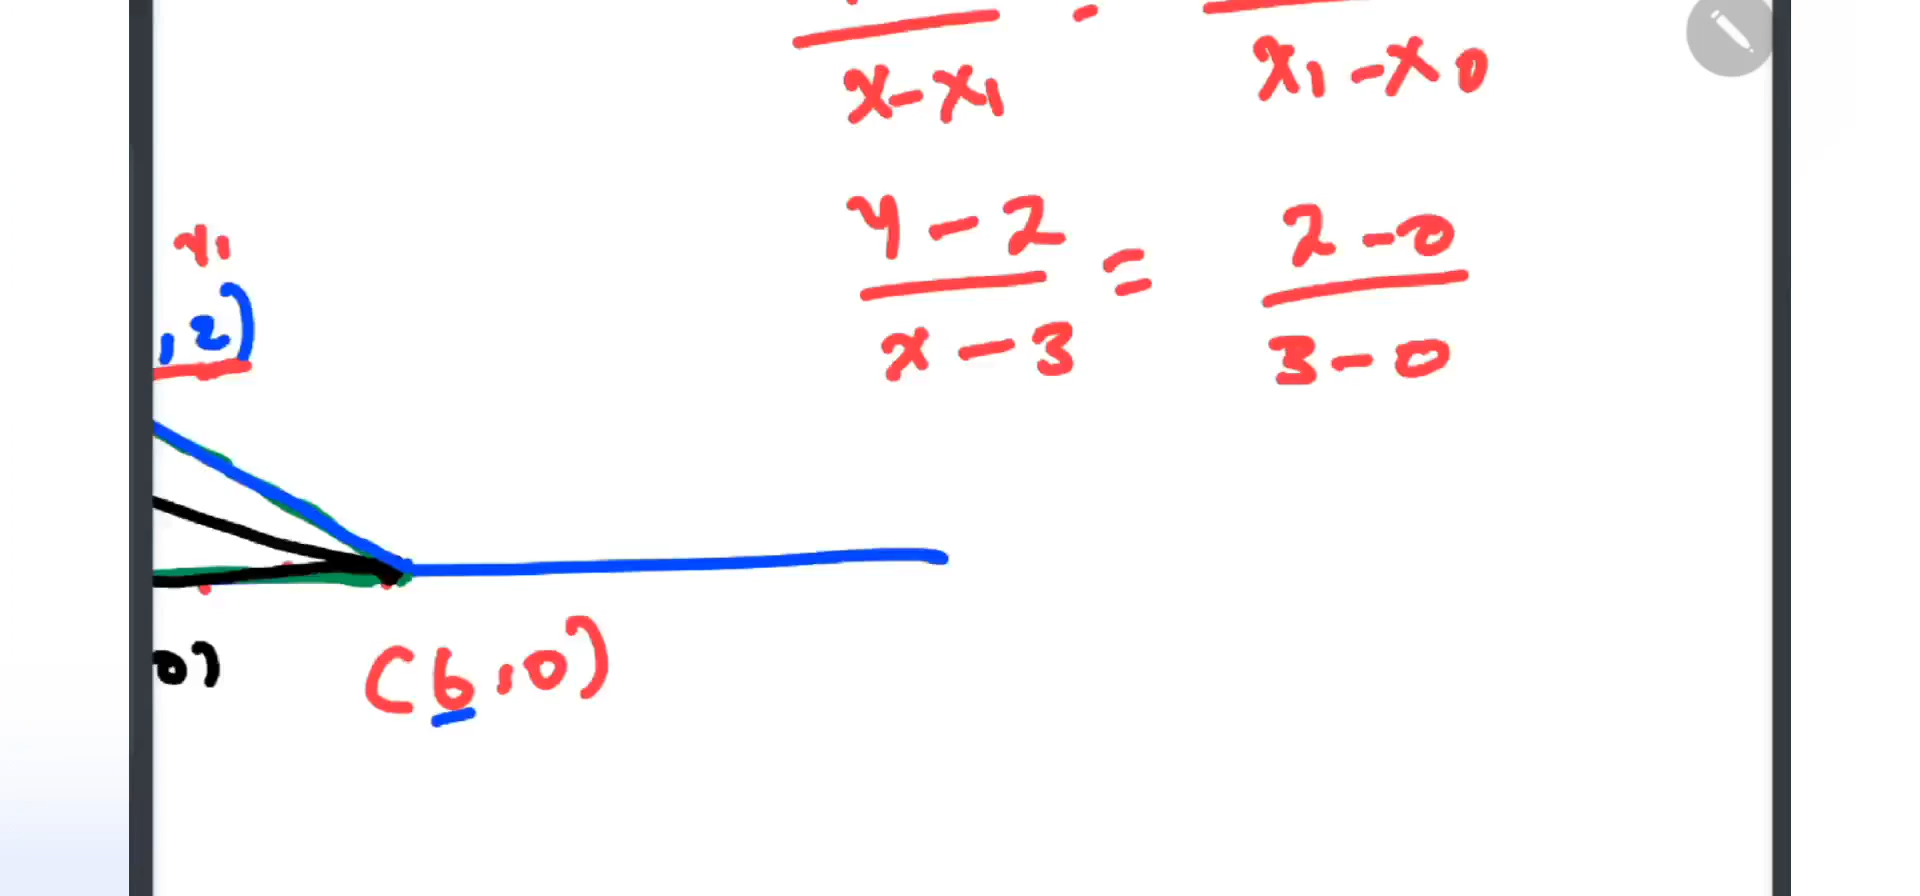 x-x1 = x1-x0
y-2 = 2-0
x-3 3-0
y1
,2)
0)
(6,0)